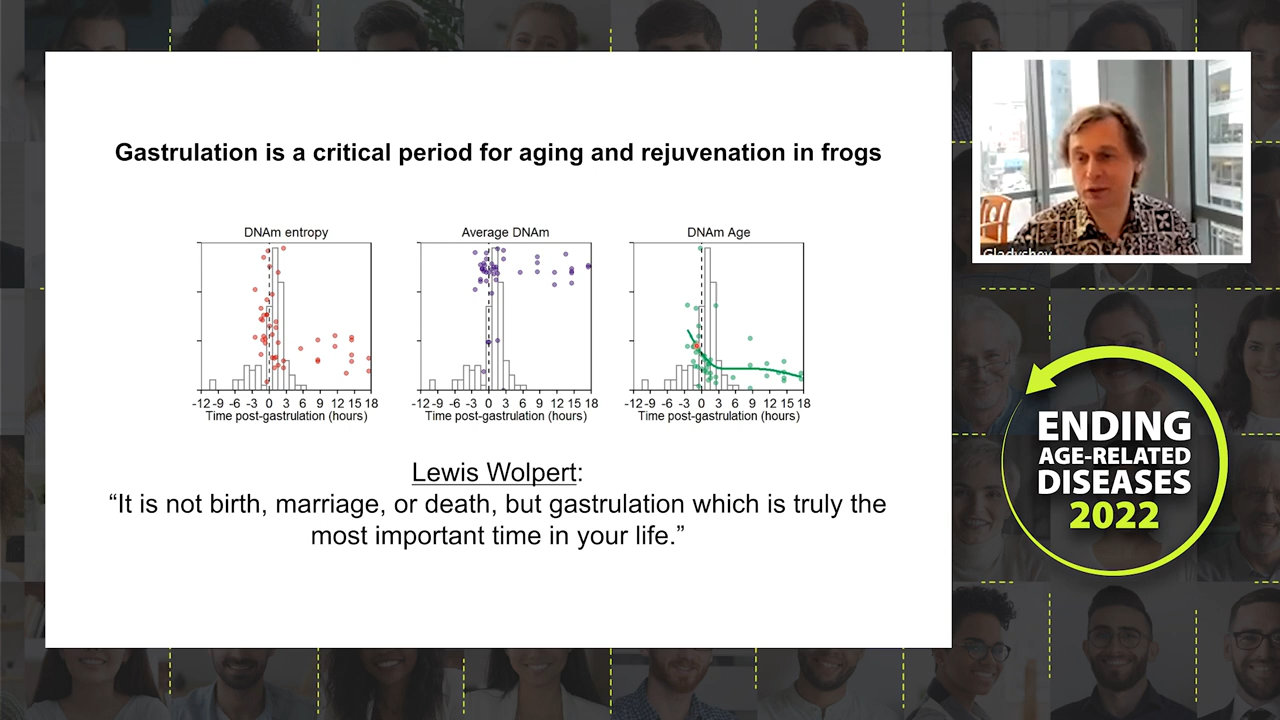 Gastrulation is a critical period for aging and rejuvenation in frogs
DNAm entropy
-12 -9 -6 -3 0 3 6 9 12 15 18
Time post-gastrulation (hours)
Average DNAm
-12 -9 -6 -3 0 3 6 9 12 15 18
Time post-gastrulation (hours)
DNAm Age
-12 -9 -6 -3 0 3 6 9 12 15 18
Time post-gastrulation (hours)
Lewis Wolpert:
“It is not birth, marriage, or death, but gastrulation which is truly the
most important time in your life.”
Gladyshev
ENDING
AGE-RELATED
DISEASES
2022